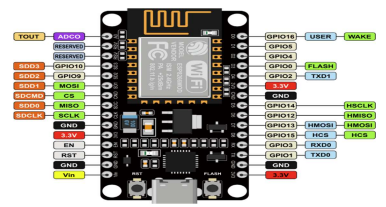 TOUT ADC0 GPIO16 USER WAKE
RESERVED GPIO5
RESERVED GPIO4
SDD3 GPIO10 GPIO0 FLASH
SDD2 GPIO9 GPIO2 TXD1
SDD1 MOSI 3.3V
SDCMD CS GND
SDD0 MISO GPIO14 HSCLK
SDCLK SCLK GPIO12 HMISO
GND GPIO13 HMOSI HMOSI
3.3V GPIO15 HCS HCS
EN GPIO3 RXD0
RST GPIO1 TXD0
GND GND
Vin 3.3V
WiFi
RST FLASH